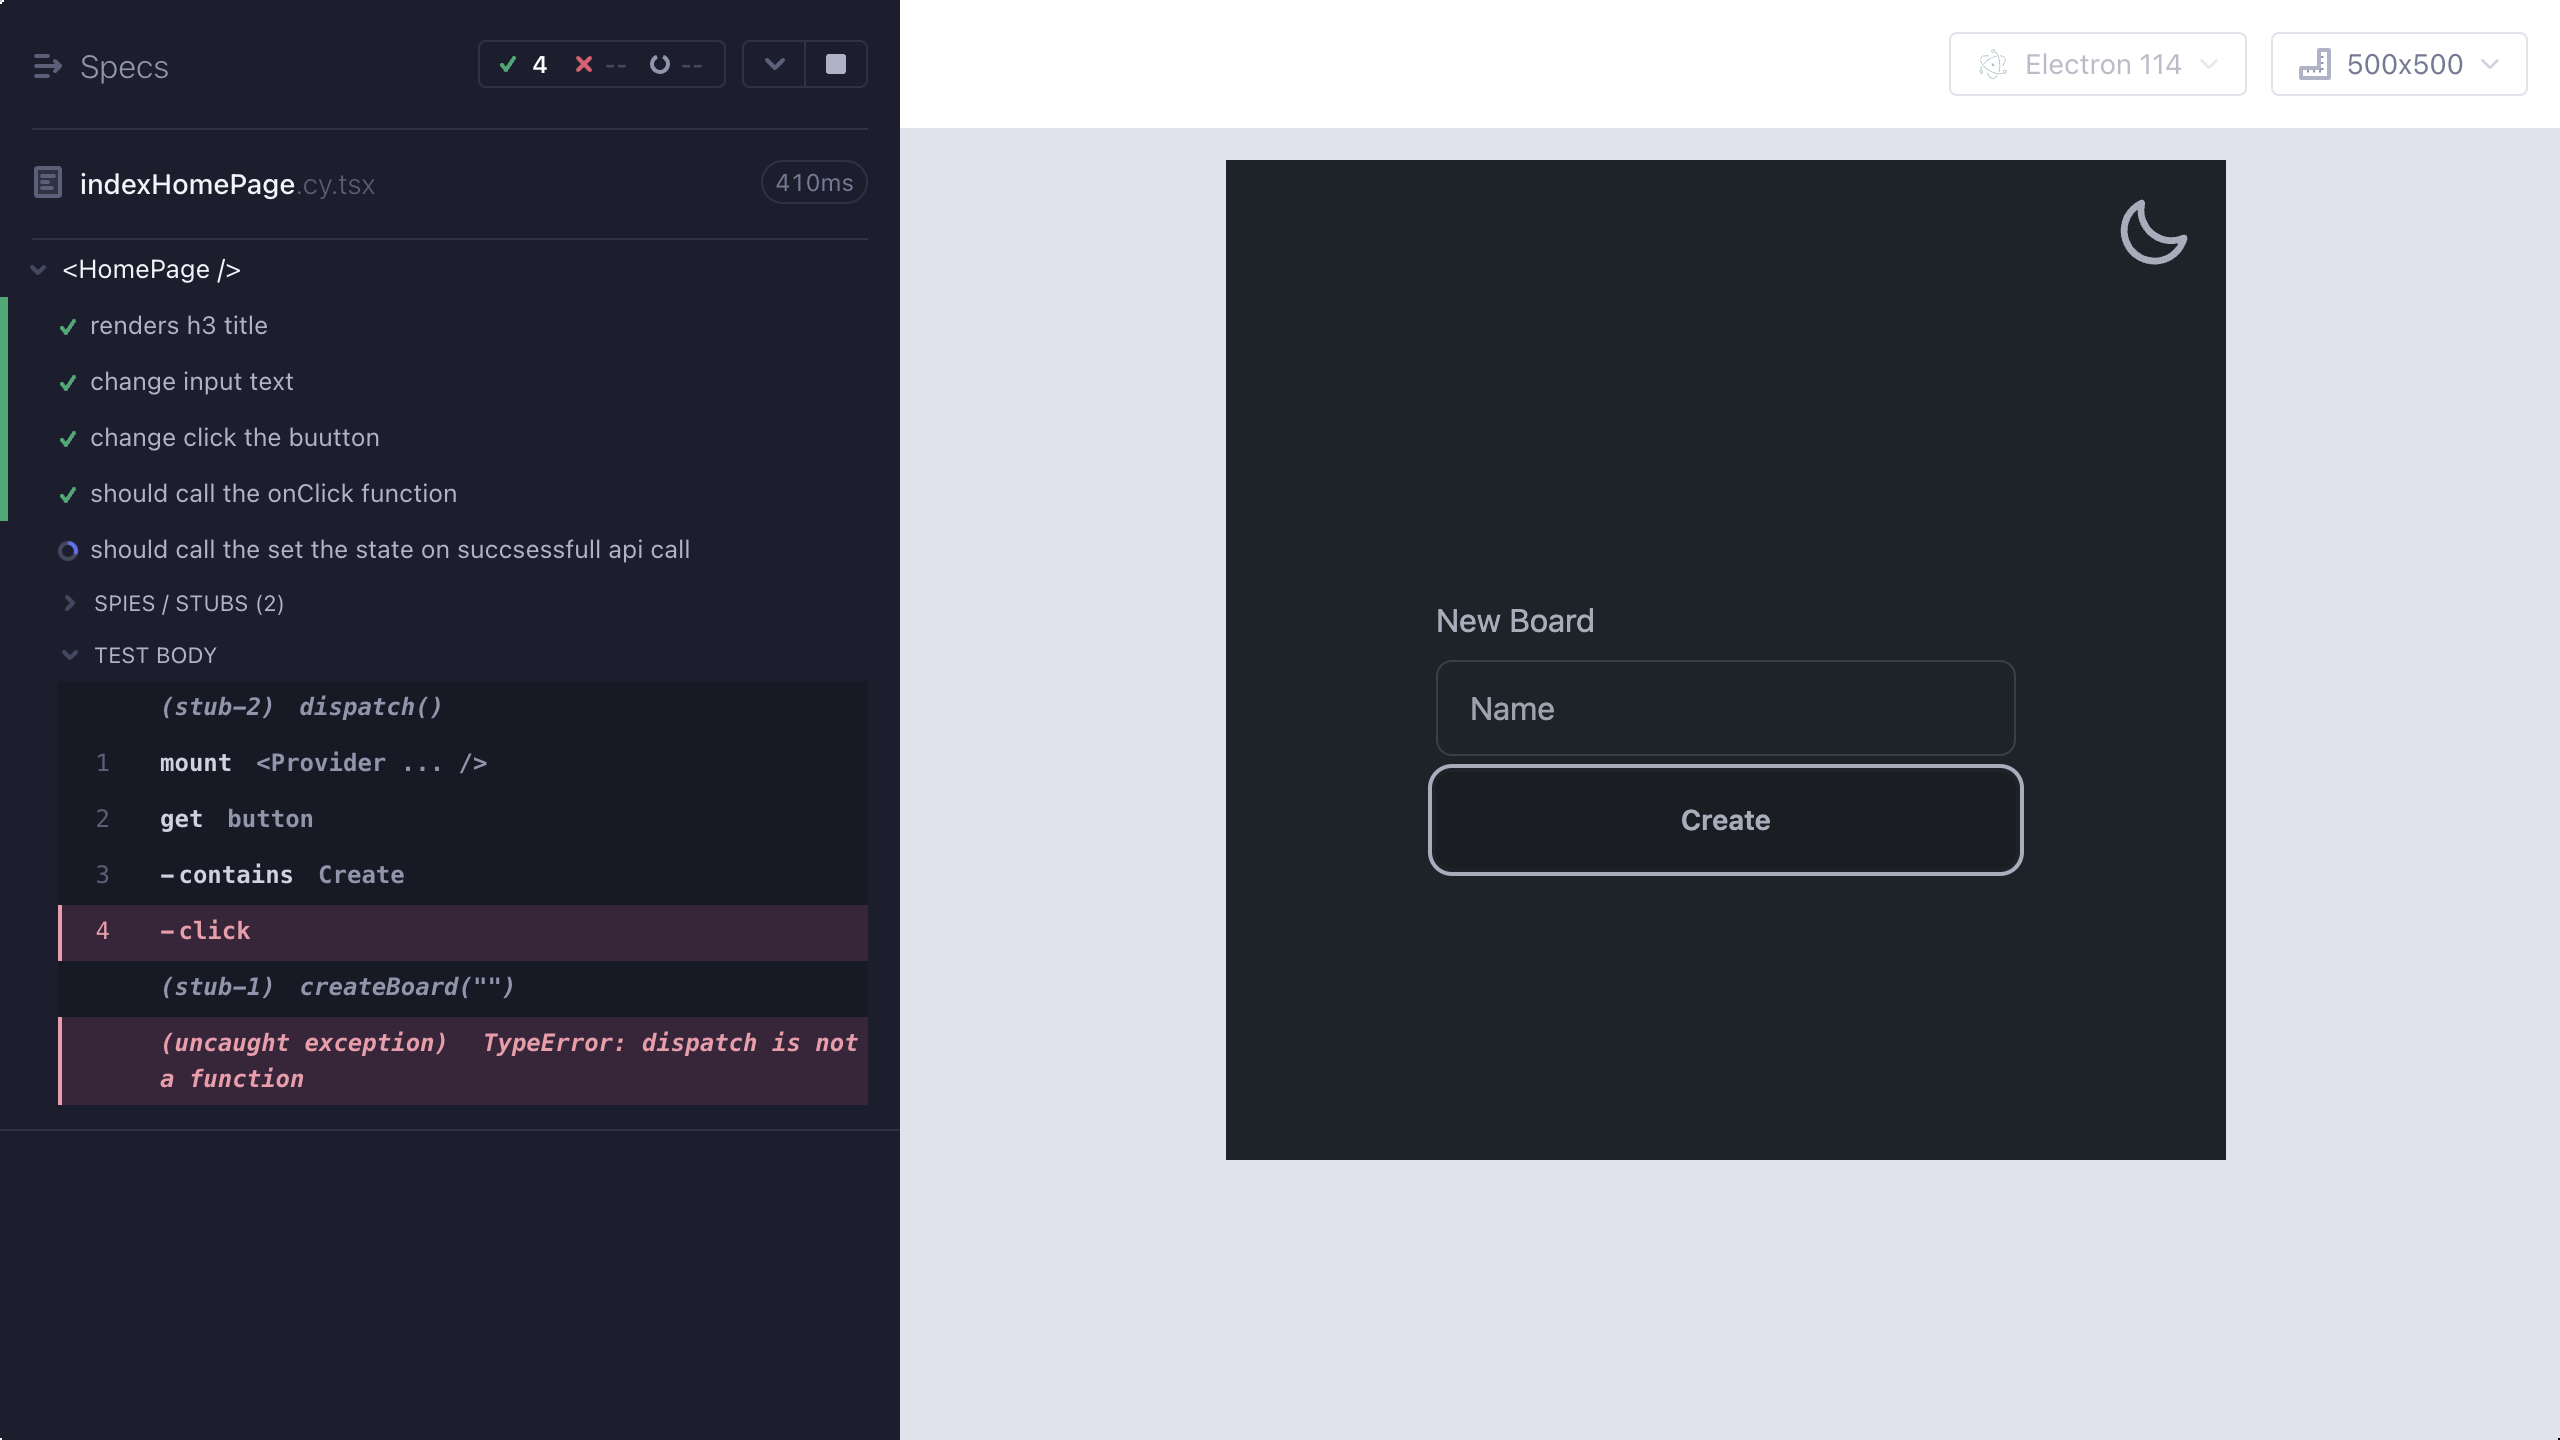 Specs
4 -- --
indexHomePage.cy.tsx 410ms
<HomePage />
renders h3 title
change input text
change click the buutton
should call the onClick function
should call the set the state on succsessfull api call
SPIES / STUBS (2)
TEST BODY
(stub-2) dispatch()
1 mount <Provider ... />
2 get button
3 -contains Create
4 -click
(stub-1) createBoard("")
(uncaught exception) TypeError: dispatch is not
a function
Electron 114
500x500
New Board
Name
Create